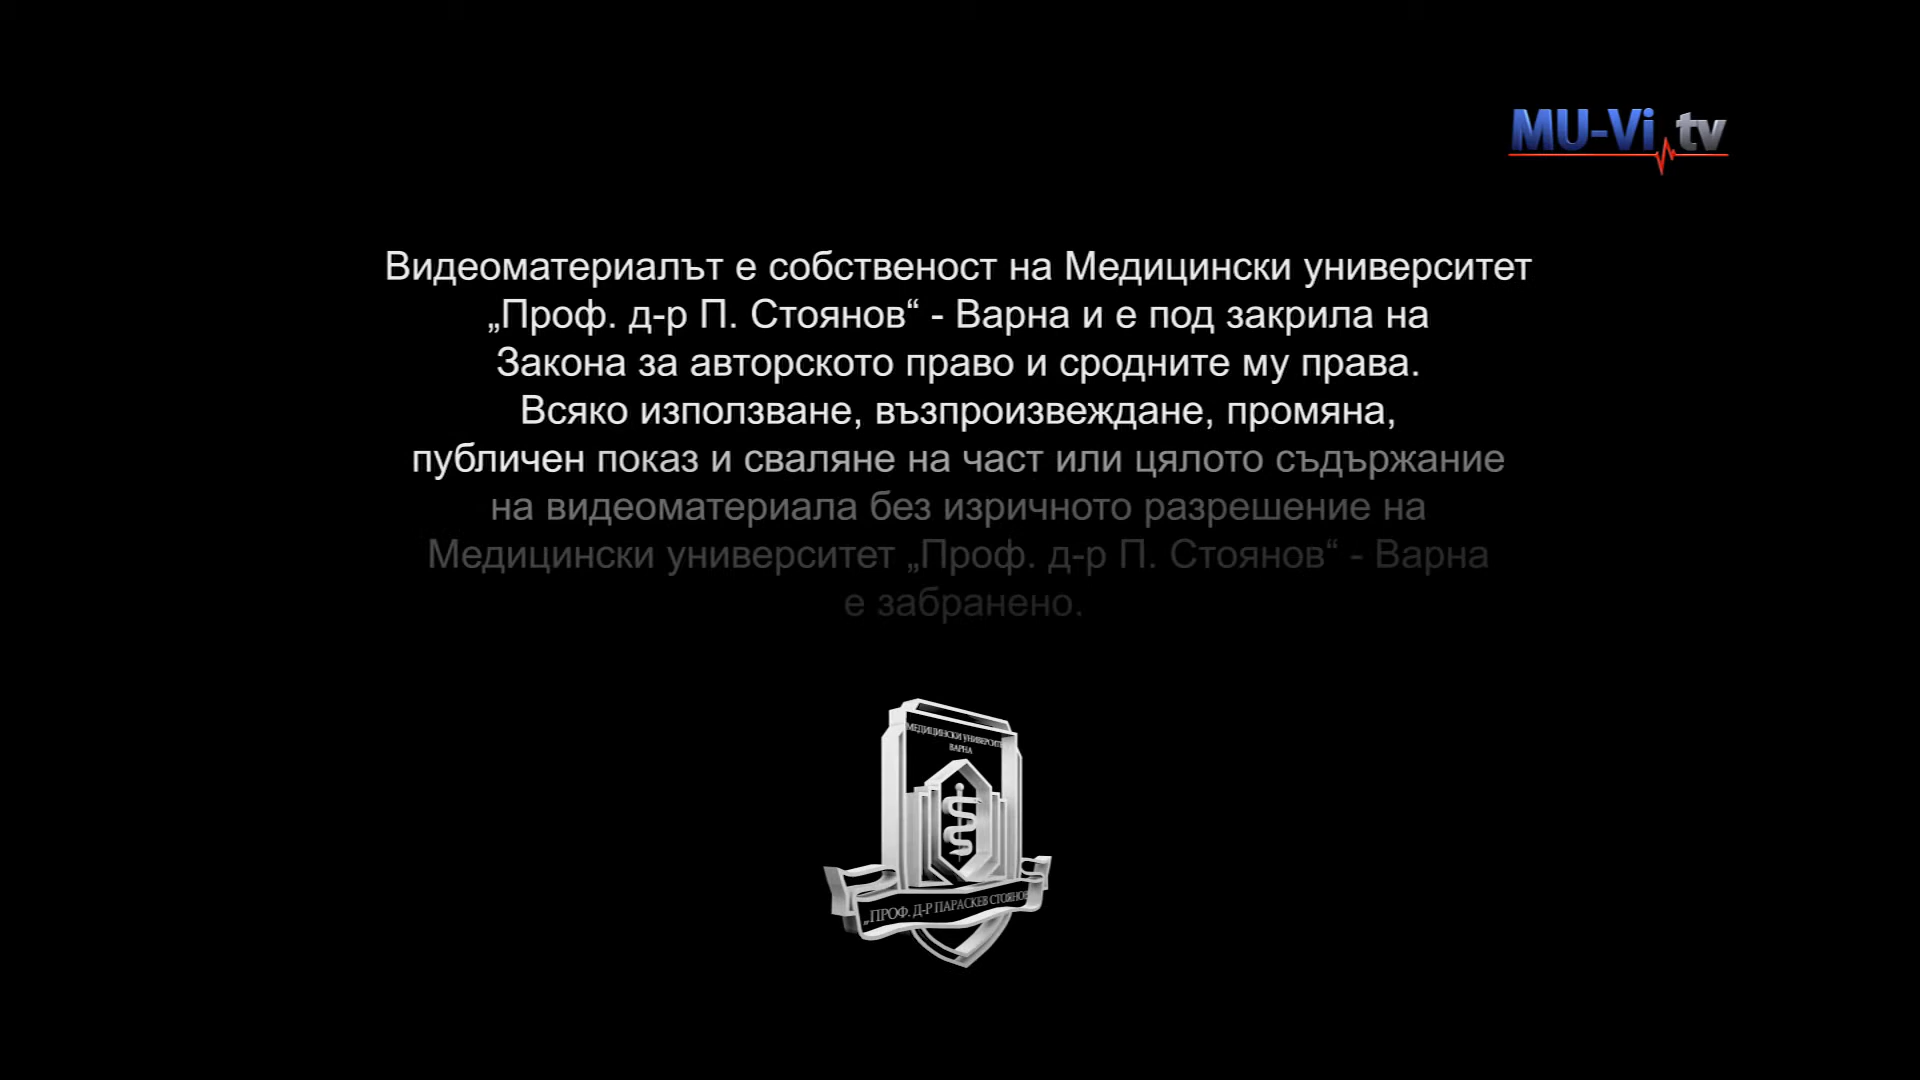 MU-Vi.tv
Видеоматериалът е собственост на Медицински университет
„Проф. д-р П. Стоянов“ - Варна и е под закрила на
Закона за авторското право и сродните му права.
Всяко използване, възпроизвеждане, промяна,
публичен показ и сваляне на част или цялото съдържание
на видеоматериала без изричното разрешение на
Медицински университет „Проф. д-р П. Стоянов“ - Варна
е забранено.
МЕДИЦИНСКИ УНИВЕРСИТ
ВАРНА
„ПРОФ. Д-Р ПАРАСКЕВ СТОЯНОВ